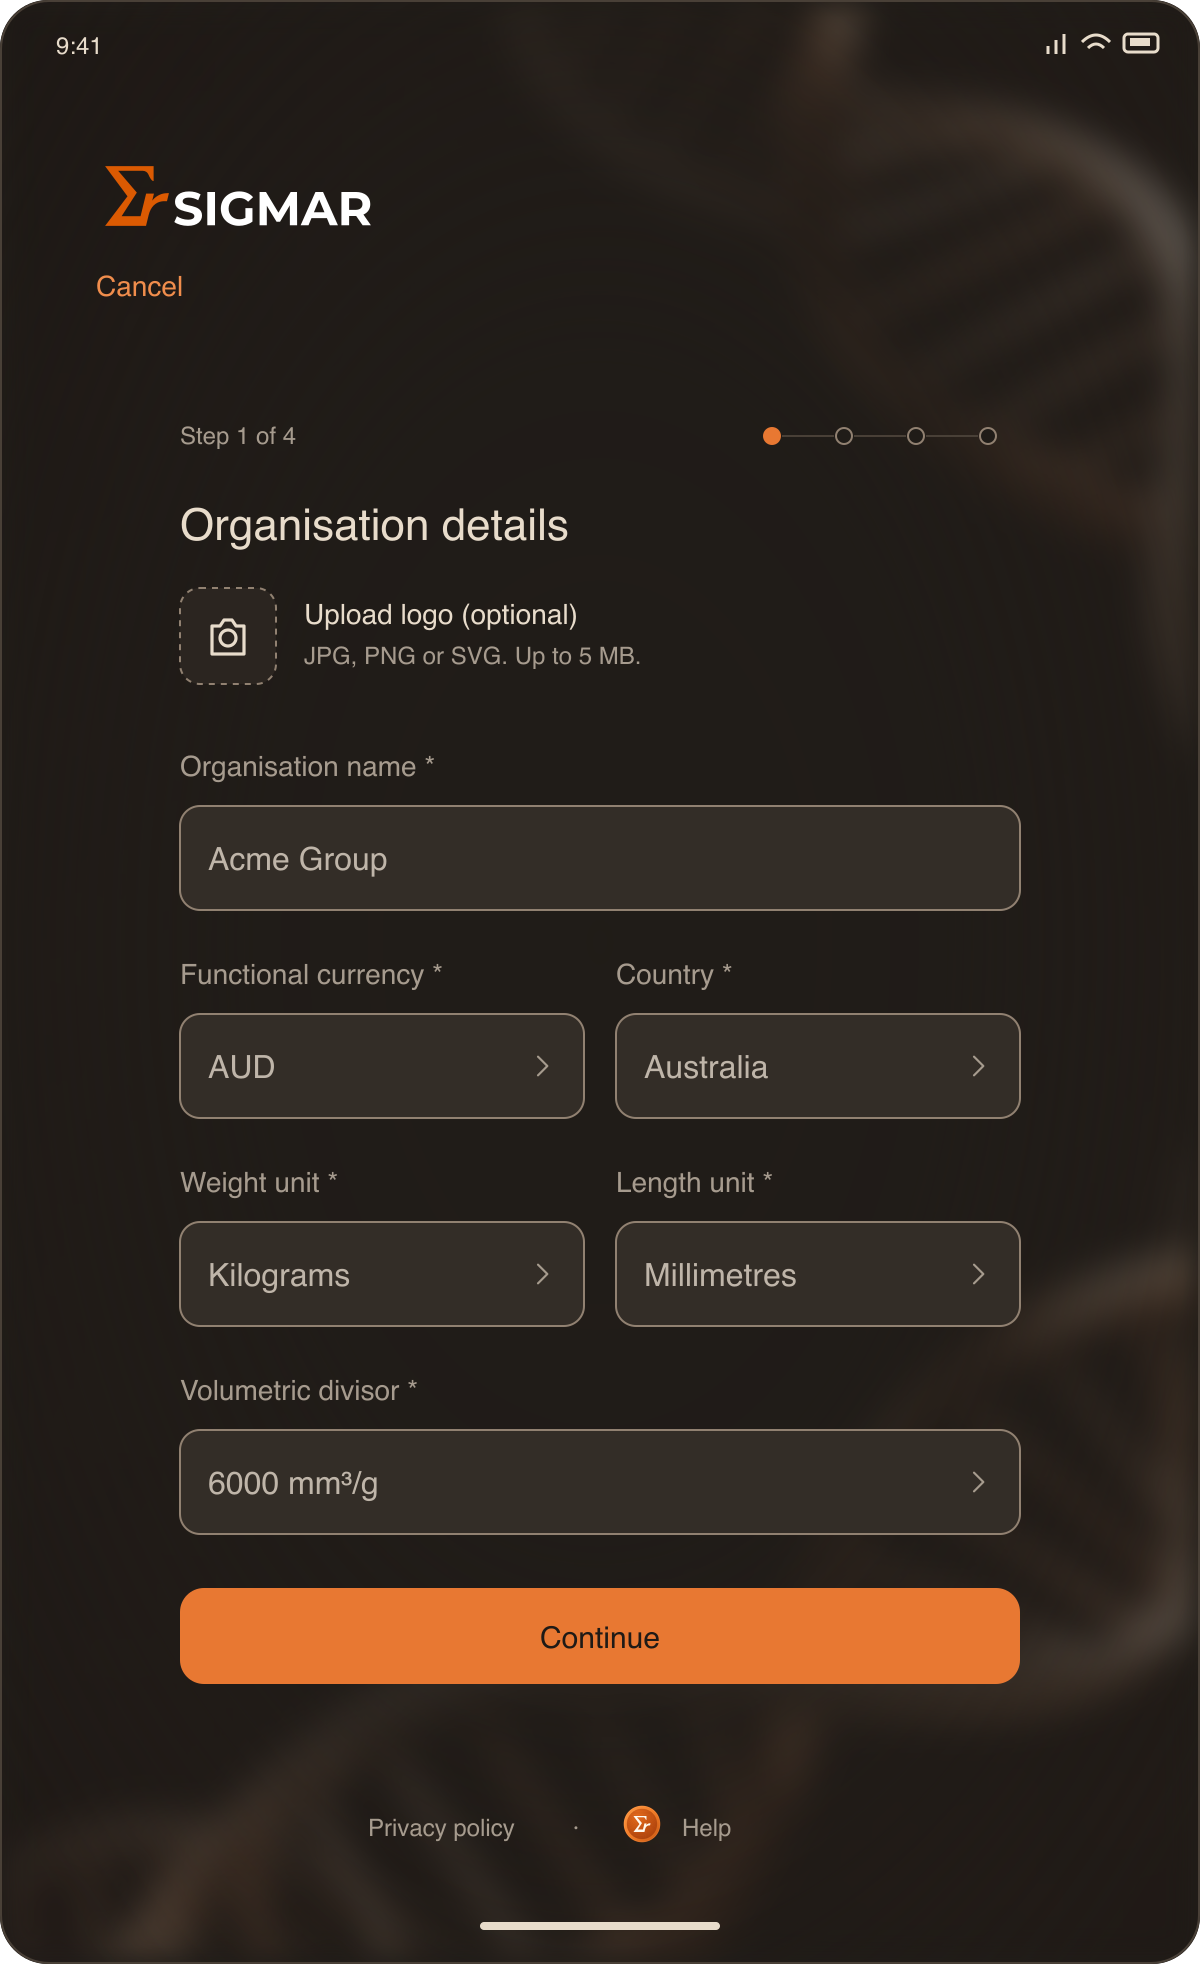 9:41
Σr SIGMAR
Cancel
Step 1 of 4
Organisation details
Upload logo (optional)
JPG, PNG or SVG. Up to 5 MB.
Organisation name *
Acme Group
Functional currency * Country *
AUD Australia
Weight unit * Length unit *
Kilograms Millimetres
Volumetric divisor *
6000 mm³/g
Continue
Privacy policy · Σr Help